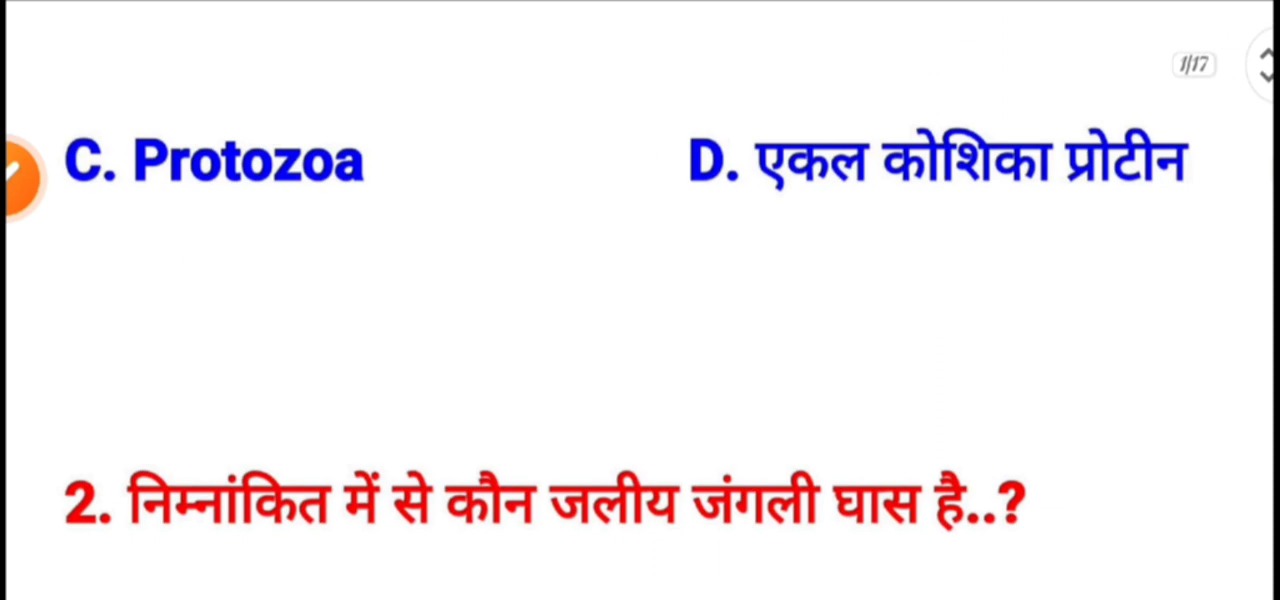 1/17
C. Protozoa D. एकल कोशिका प्रोटीन
2. निम्नांकित में से कौन जलीय जंगली घास है..?